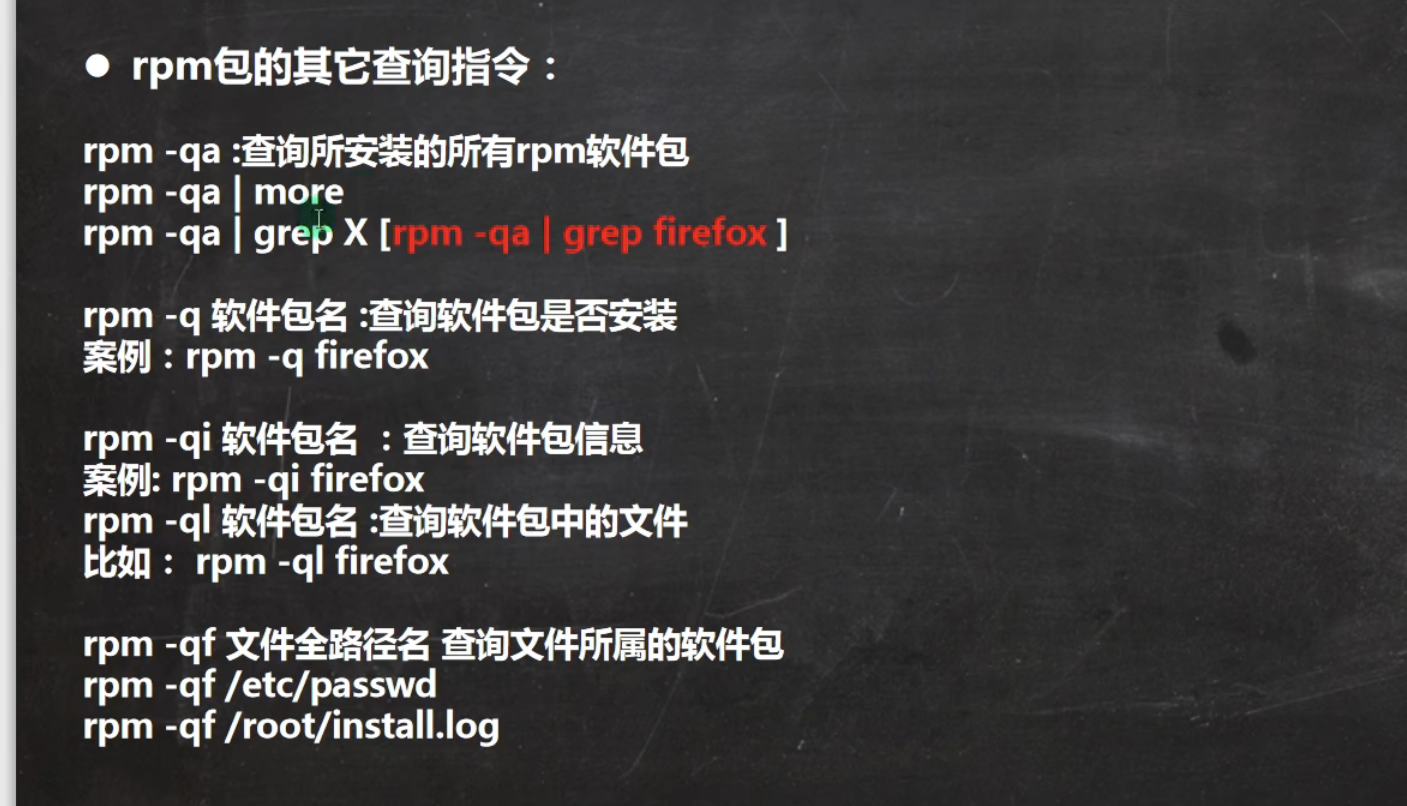 ● rpm包的其它查询指令：
rpm -qa :查询所安装的所有rpm软件包
rpm -qa | more
rpm -qa | grep X [rpm -qa | grep firefox ]
rpm -q 软件包名 :查询软件包是否安装
案例：rpm -q firefox
rpm -qi 软件包名 ：查询软件包信息
案例: rpm -qi firefox
rpm -ql 软件包名 :查询软件包中的文件
比如： rpm -ql firefox
rpm -qf 文件全路径名 查询文件所属的软件包
rpm -qf /etc/passwd
rpm -qf /root/install.log